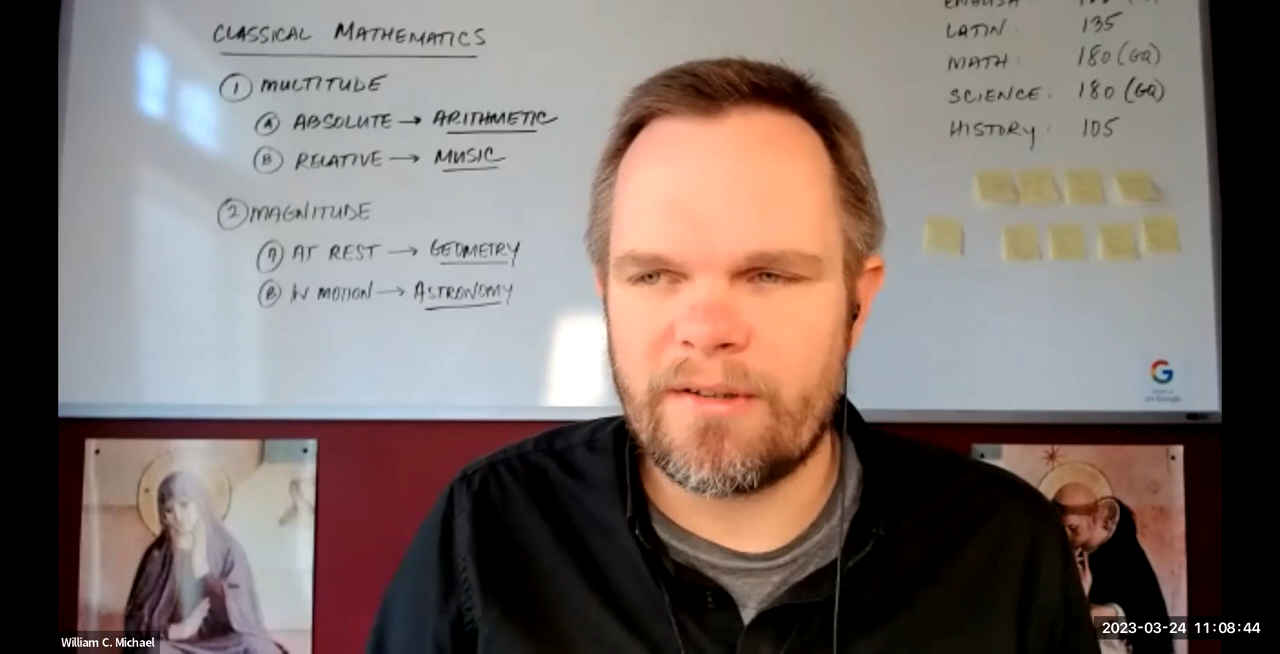 CLASSICAL MATHEMATICS
① MULTITUDE
Ⓐ ABSOLUTE → ARITHMETIC
Ⓑ RELATIVE → MUSIC
② MAGNITUDE
AT REST → GEOMETRY
Ⓑ IN MOTION → ASTRONOMY
LATIN: 135
MATH: 180 (GQ)
SCIENCE: 180 (GQ)
HISTORY: 105
G
William C. Michael
2023-03-24 11:08:44